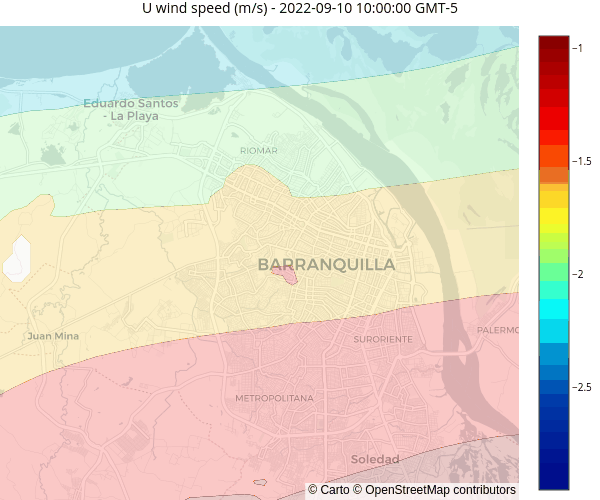 U wind speed (m/s) - 2022-09-10 10:00:00 GMT-5
−1
Eduardo Santos
- La Playa
RIOMAR
−1.5
BARRANQUILLA
−2
Juan Mina
SURORIENTE
PALERMO
−2.5
METROPOLITANA
Soledad
© Carto © OpenStreetMap contributors